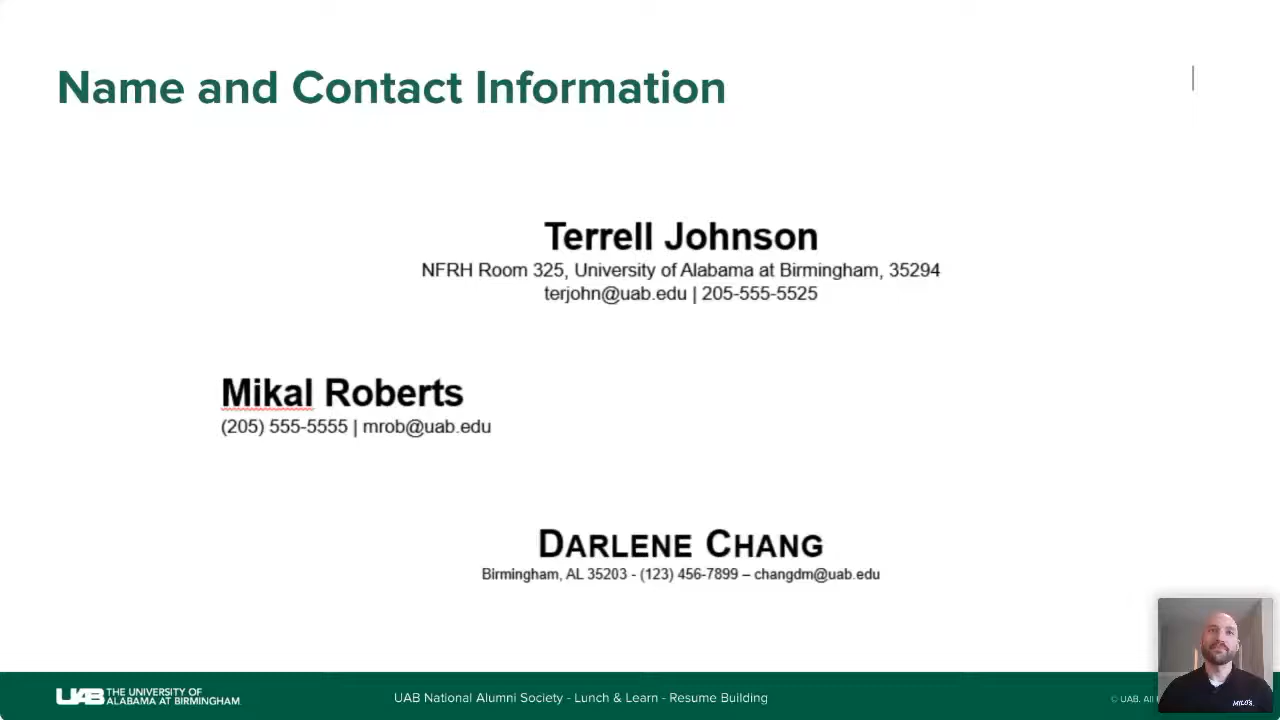 Name and Contact Information
Terrell Johnson
NFRH Room 325, University of Alabama at Birmingham, 35294
terjohn@uab.edu | 205-555-5525
Mikal Roberts
(205) 555-5555 | mrob@uab.edu
DARLENE CHANG
Birmingham, AL 35203 - (123) 456-7899 – changdm@uab.edu
UAB THE UNIVERSITY OF
ALABAMA AT BIRMINGHAM
UAB National Alumni Society - Lunch & Learn - Resume Building
© UAB. All
MILO'S